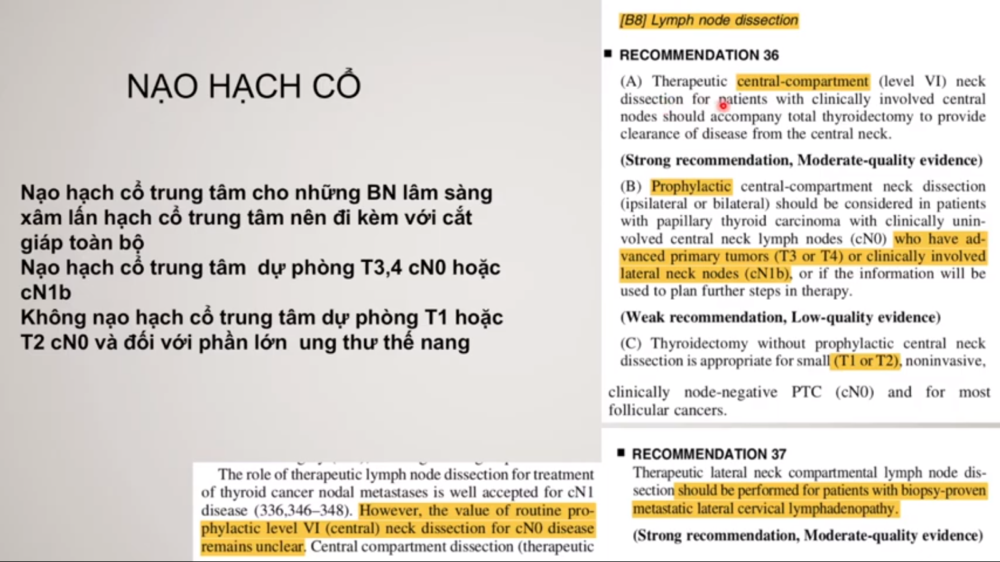 NẠO HẠCH CỔ
Nạo hạch cổ trung tâm cho những BN lâm sàng
xâm lấn hạch cổ trung tâm nên đi kèm với cắt
giáp toàn bộ
Nạo hạch cổ trung tâm dự phòng T3,4 cN0 hoặc
cN1b
Không nạo hạch cổ trung tâm dự phòng T1 hoặc
T2 cN0 và đối với phần lớn ung thư thế nang
The role of therapeutic lymph node dissection for treatment
of thyroid cancer nodal metastases is well accepted for cN1
disease (336,346–348). However, the value of routine pro-
phylactic level VI (central) neck dissection for cN0 disease
remains unclear. Central compartment dissection (therapeutic
[B8] Lymph node dissection
■ RECOMMENDATION 36
(A) Therapeutic central-compartment (level VI) neck
dissection for patients with clinically involved central
nodes should accompany total thyroidectomy to provide
clearance of disease from the central neck.
(Strong recommendation, Moderate-quality evidence)
(B) Prophylactic central-compartment neck dissection
(ipsilateral or bilateral) should be considered in patients
with papillary thyroid carcinoma with clinically unin-
volved central neck lymph nodes (cN0) who have ad-
vanced primary tumors (T3 or T4) or clinically involved
lateral neck nodes (cN1b), or if the information will be
used to plan further steps in therapy.
(Weak recommendation, Low-quality evidence)
(C) Thyroidectomy without prophylactic central neck
dissection is appropriate for small (T1 or T2), noninvasive,
clinically node-negative PTC (cN0) and for most
follicular cancers.
■ RECOMMENDATION 37
Therapeutic lateral neck compartmental lymph node dis-
section should be performed for patients with biopsy-proven
metastatic lateral cervical lymphadenopathy.
(Strong recommendation, Moderate-quality evidence)